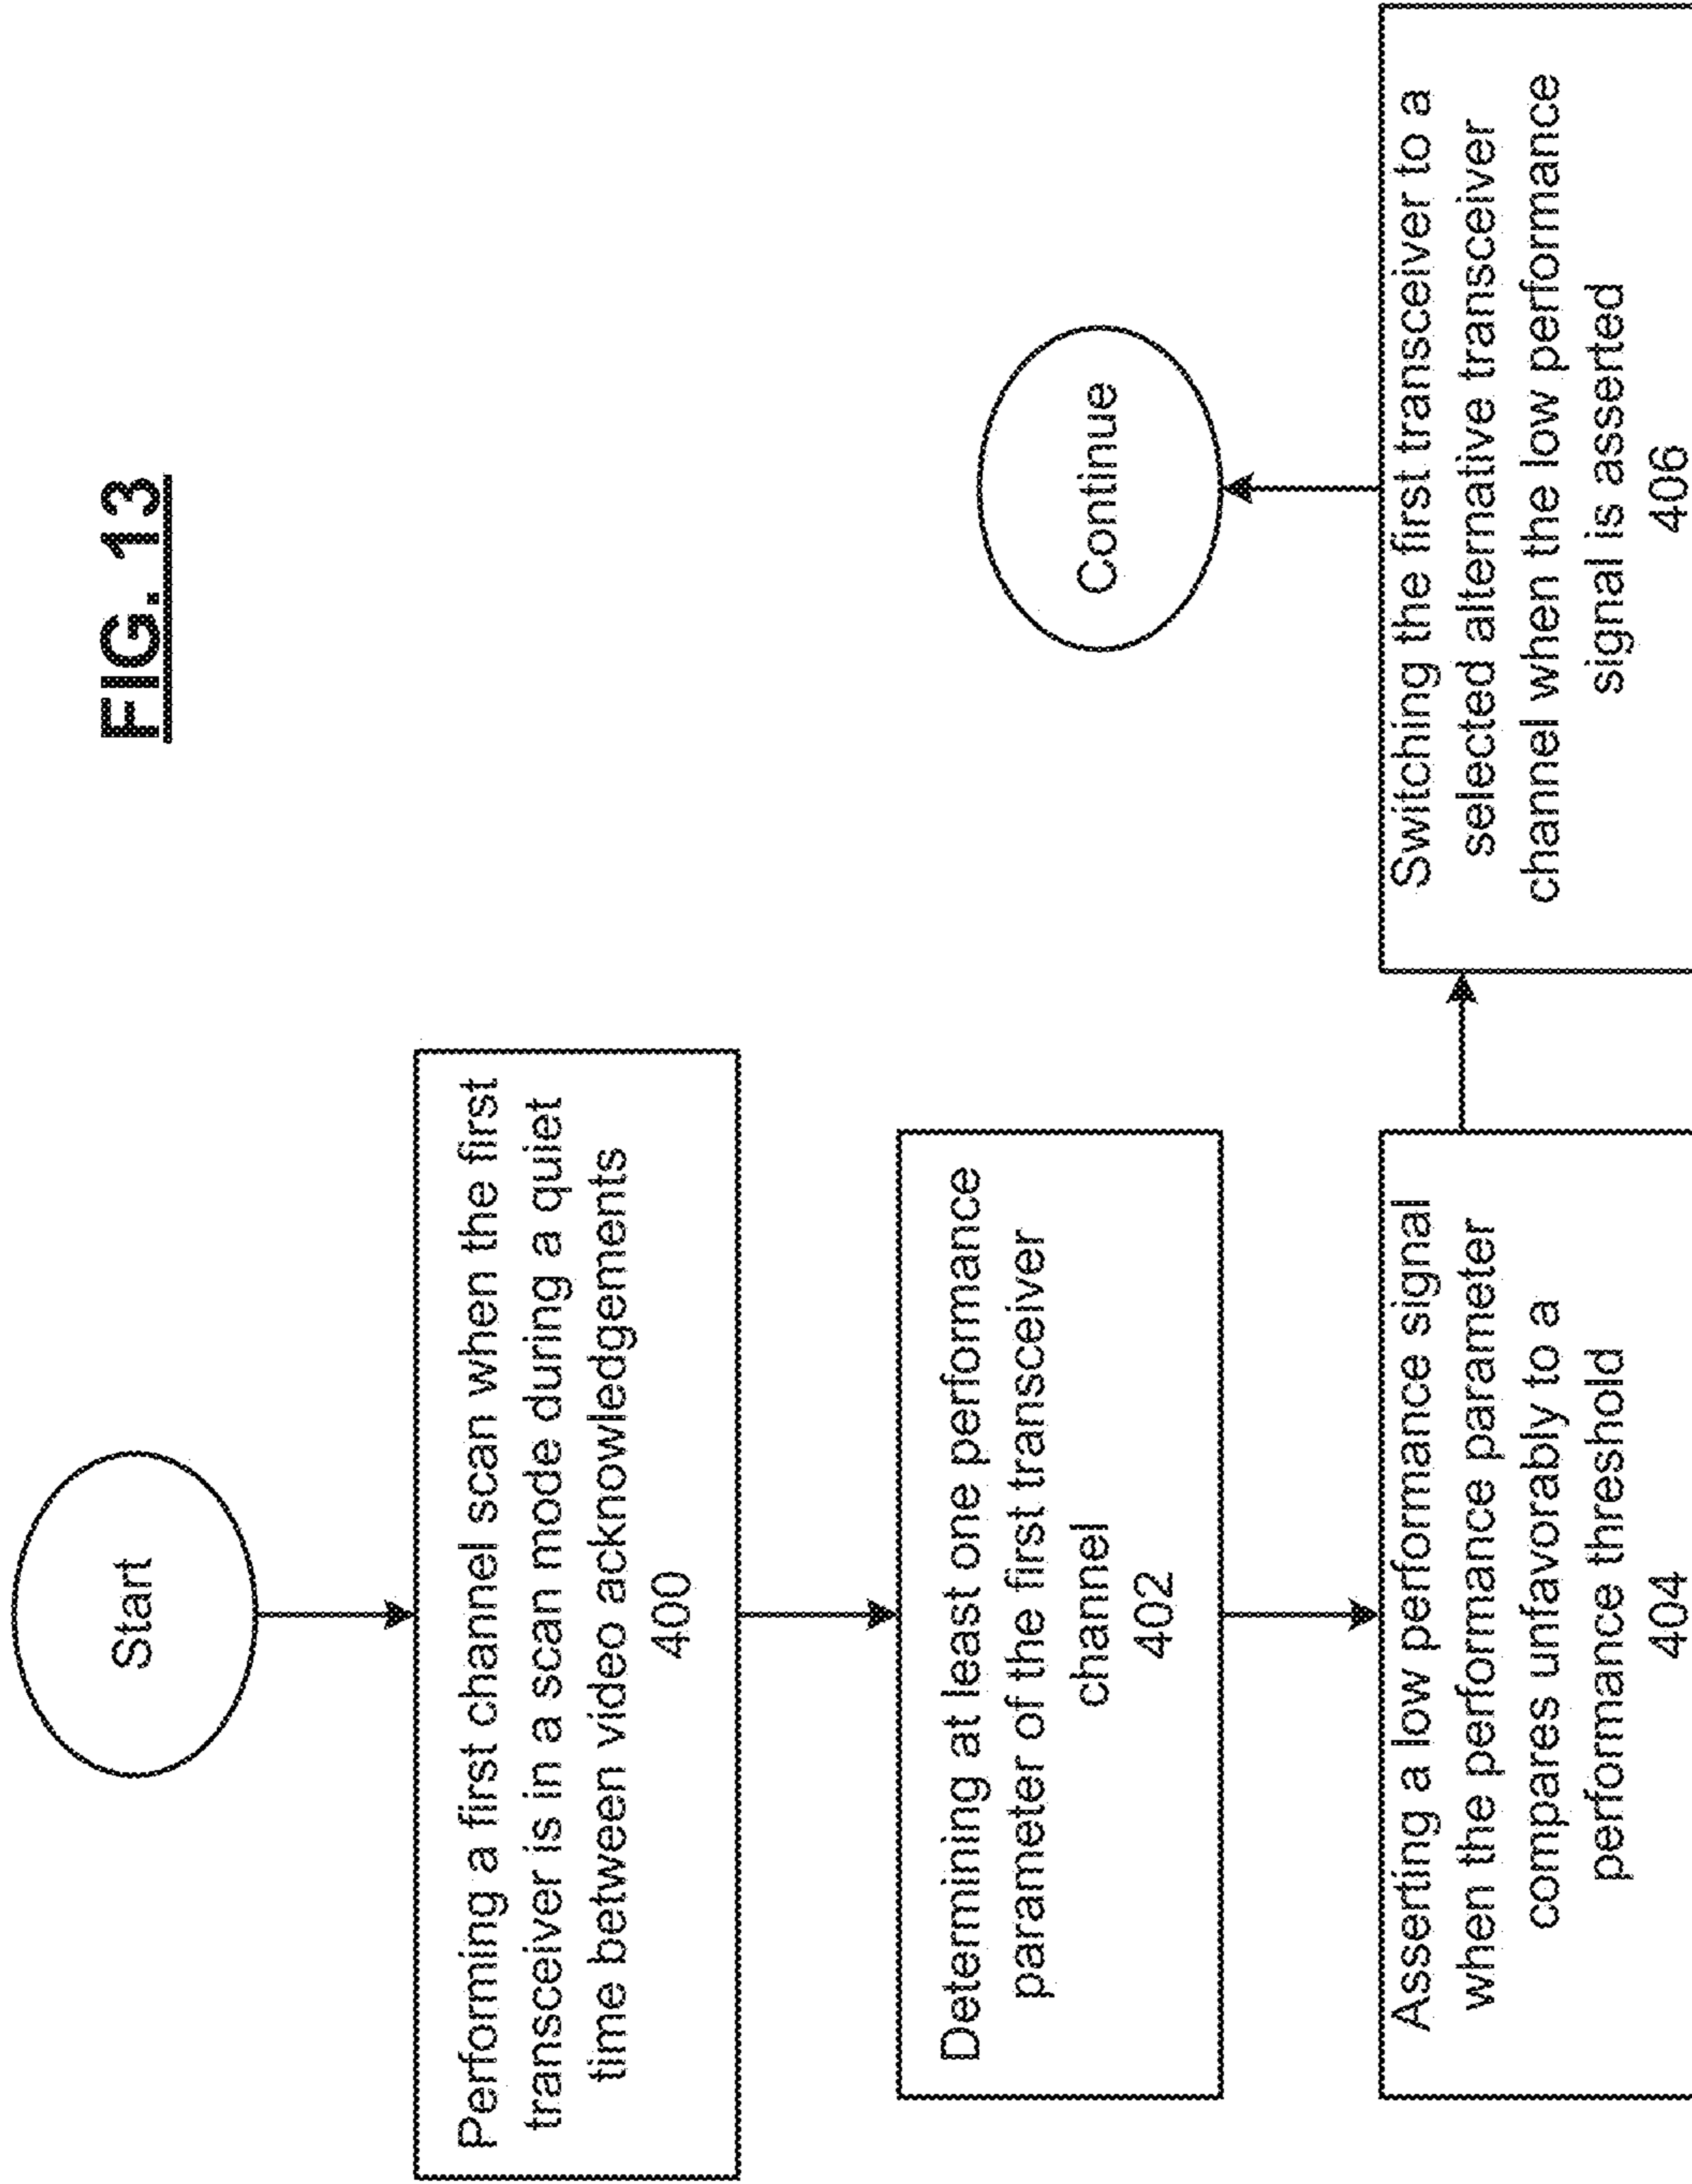 FIG. 13
Start
Performing a first channel scan when the first
transceiver is in a scan mode during a quiet
time between video acknowledgements
400
Determining at least one performance
parameter of the first transceiver
channel
402
Asserting a low performance signal
when the performance parameter
compares unfavorably to a
performance threshold
404
Switching the first transceiver to a
selected alternative transceiver
channel when the low performance
signal is asserted
406
Continue